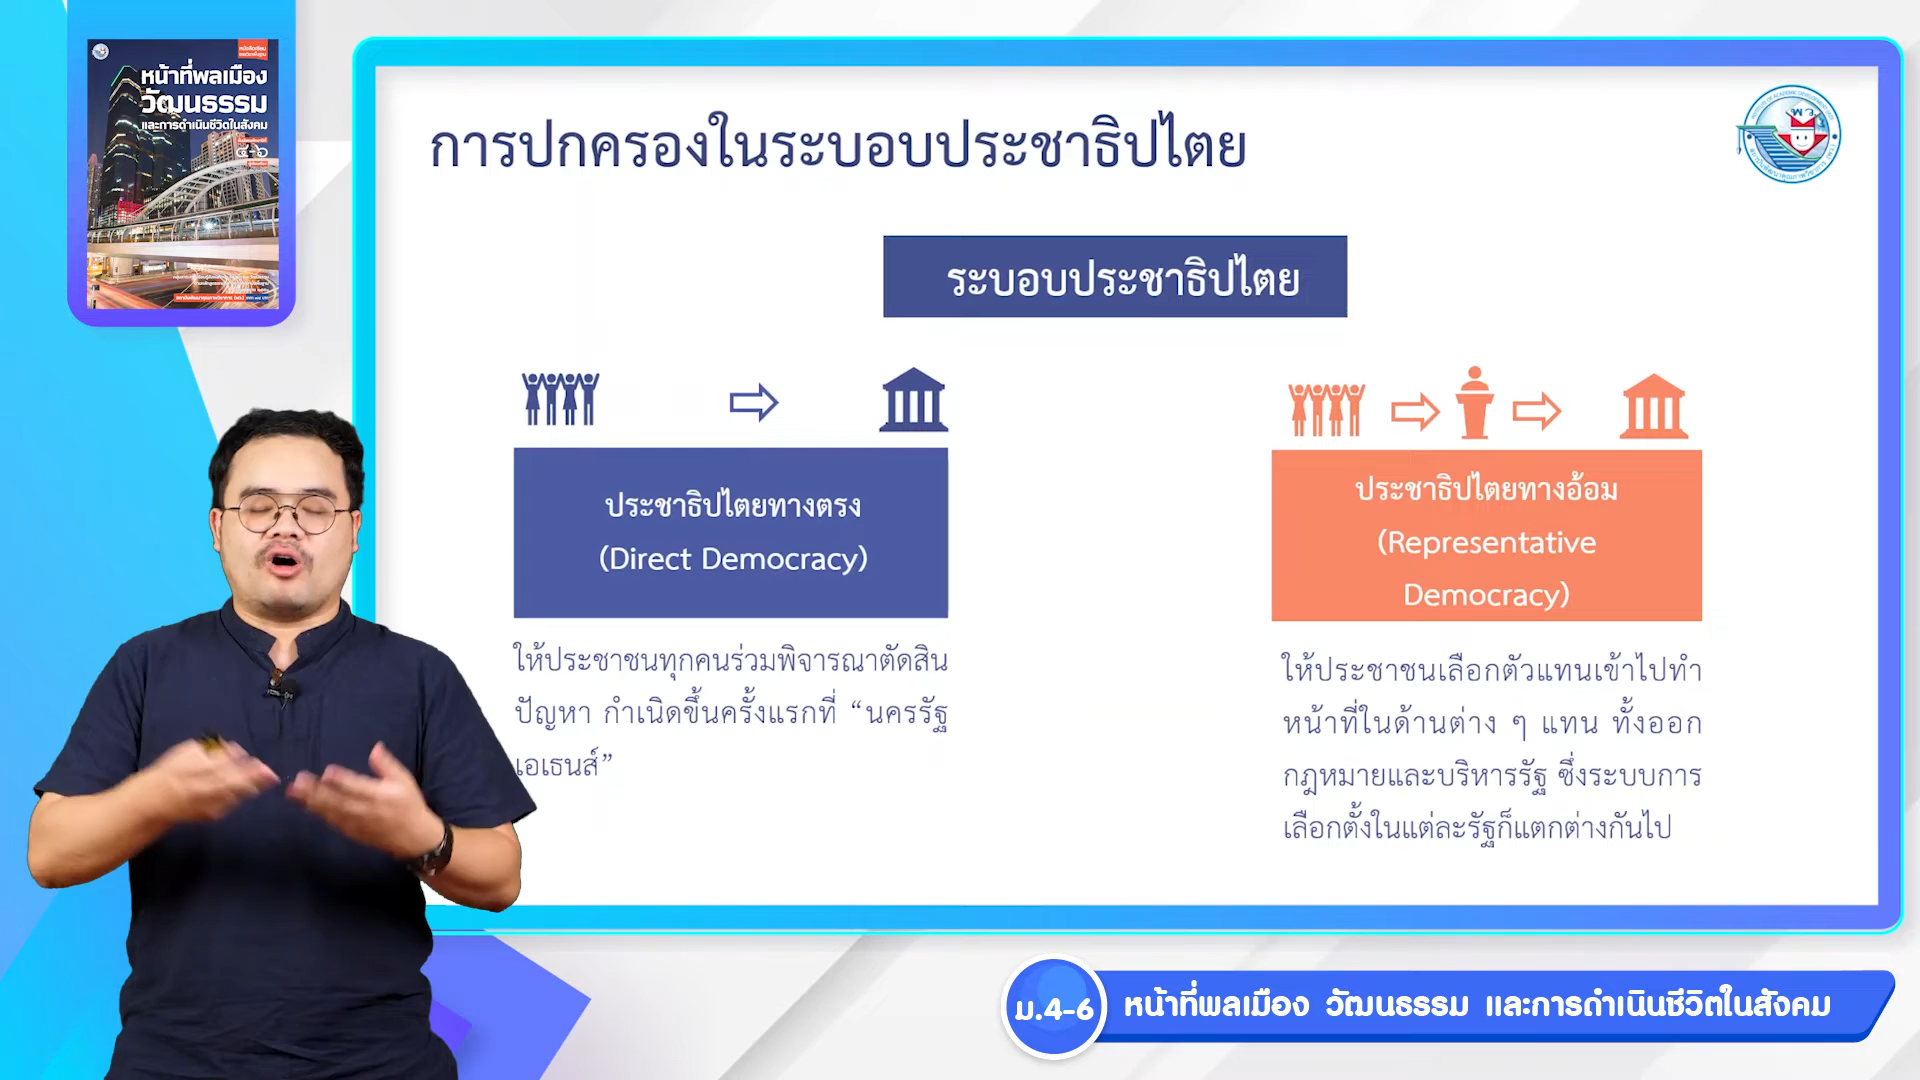 หนังสือเรียน
หน้าที่พลเมือง
วัฒนธรรม
และการดำเนินชีวิตในสังคม
๔-๖
การปกครองในระบอบประชาธิปไตย
พว.
ระบอบประชาธิปไตย
ประชาธิปไตยทางตรง
(Direct Democracy)
ให้ประชาชนทุกคนร่วมพิจารณาตัดสิน
ปัญหา กำเนิดขึ้นครั้งแรกที่ “นครรัฐ
เอเธนส์”
ประชาธิปไตยทางอ้อม
(Representative
Democracy)
ให้ประชาชนเลือกตัวแทนเข้าไปทำ
หน้าที่ในด้านต่าง ๆ แทน ทั้งออก
กฎหมายและบริหารรัฐ ซึ่งระบบการ
เลือกตั้งในแต่ละรัฐก็แตกต่างกันไป
ม.4-6 หน้าที่พลเมือง วัฒนธรรม และการดำเนินชีวิตในสังคม